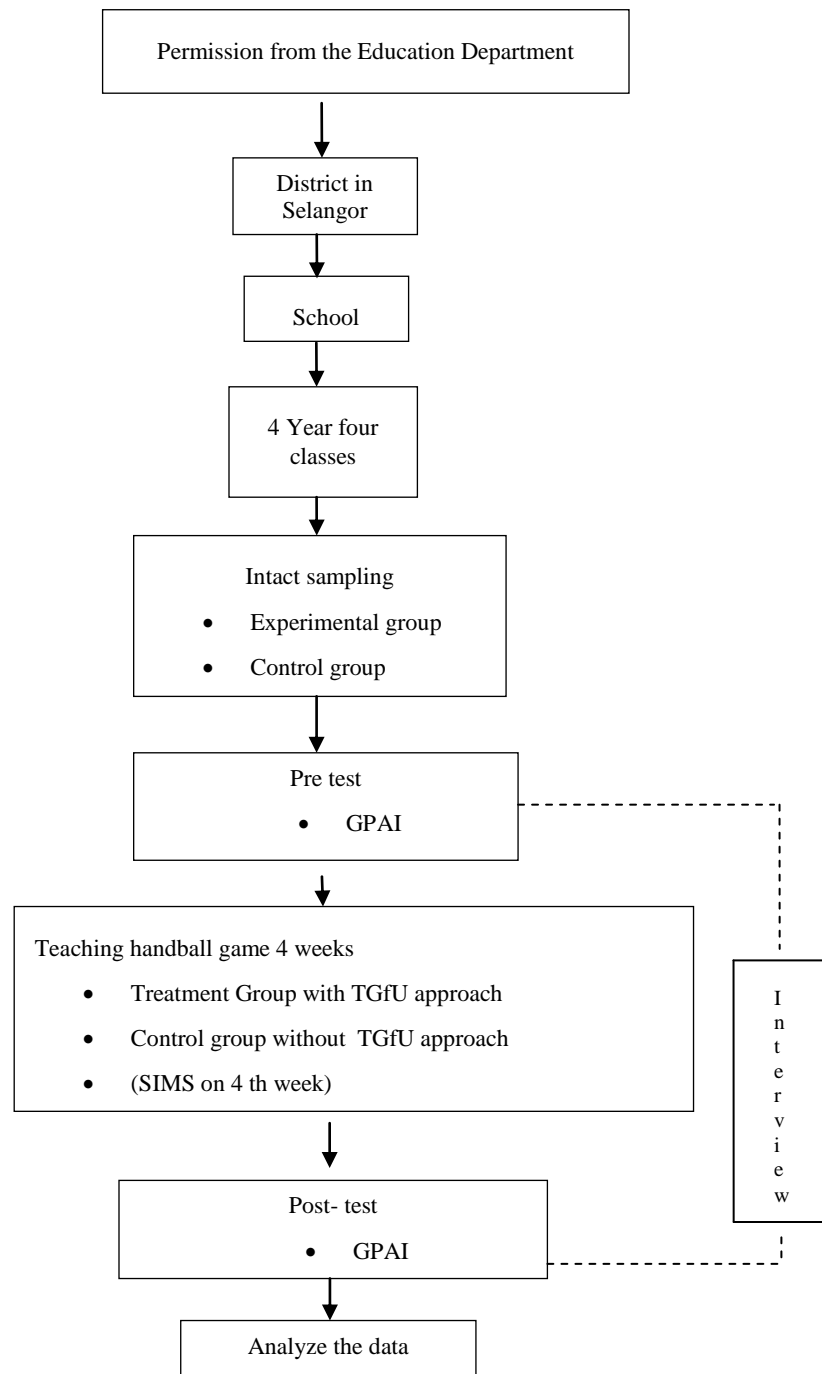 Permission from the Education Department
District in
Selangor
School
4 Year four
classes
Intact sampling
• Experimental group
• Control group
Pre test
• GPAI
Teaching handball game 4 weeks
• Treatment Group with TGfU approach
• Control group without TGfU approach
• (SIMS on 4 th week)
Interview
Post- test
• GPAI
Analyze the data